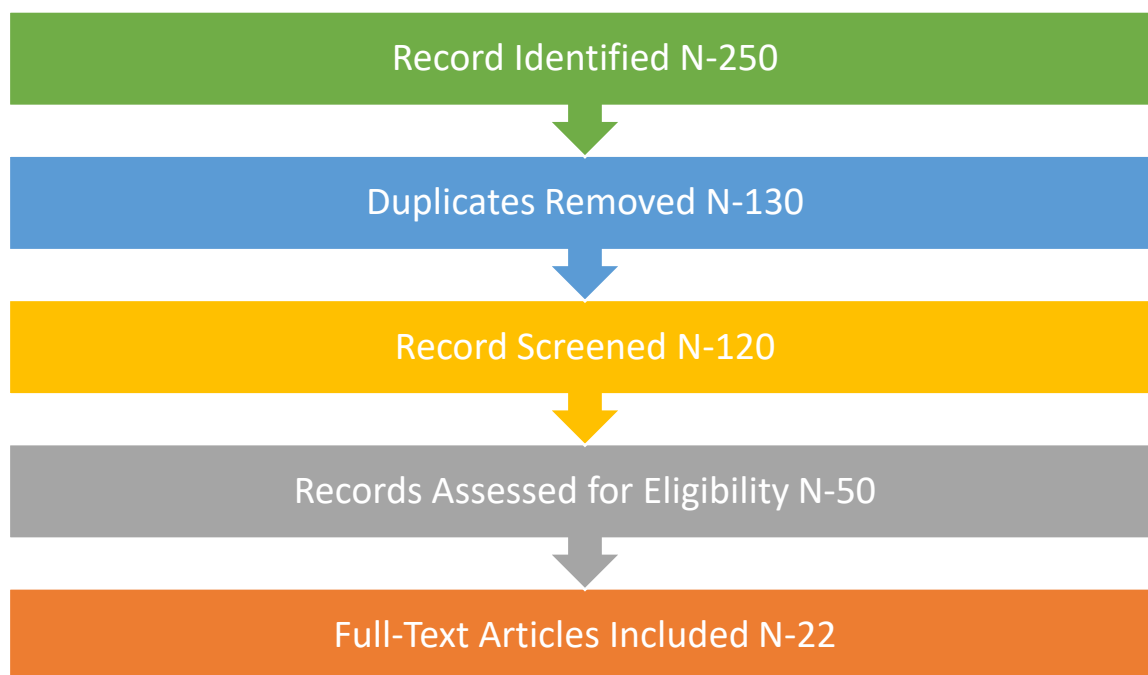 Record Identified N-250
Duplicates Removed N-130
Record Screened N-120
Records Assessed for Eligibility N-50
Full-Text Articles Included N-22